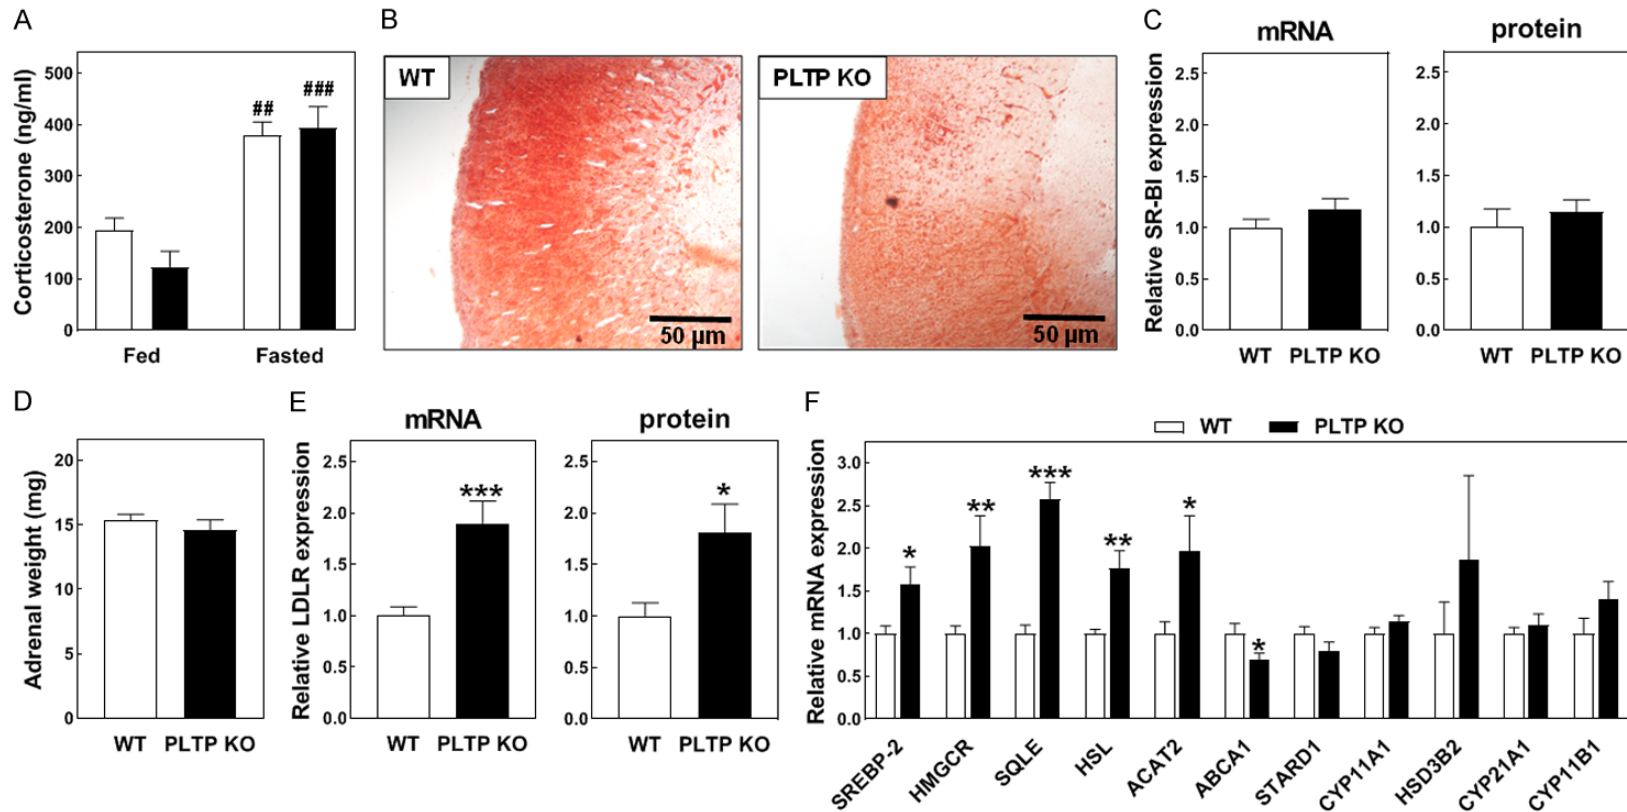 A
Corticosterone (ng/ml)
500
400
300
200
100
0
##
###
Fed
Fasted
B
WT
50 µm
PLTP KO
50 µm
C
Relative SR-BI expression
mRNA
2.5
2.0
1.5
1.0
0.5
0.0
WT
PLTP KO
protein
2.5
2.0
1.5
1.0
0.5
0.0
WT
PLTP KO
D
Adrenal weight (mg)
20
15
10
5
0
WT
PLTP KO
E
Relative LDLR expression
mRNA
2.5
2.0
1.5
1.0
0.5
0.0
***
WT
PLTP KO
protein
2.5
2.0
1.5
1.0
0.5
0.0
*
WT
PLTP KO
F
WT
PLTP KO
Relative mRNA expression
3.0
2.5
2.0
1.5
1.0
0.5
0.0
*
**
***
**
*
*
SREBP-2
HMGCR
SQLE
HSL
ACAT2
ABCA1
STARD1
CYP11A1
HSD3B2
CYP21A1
CYP11B1